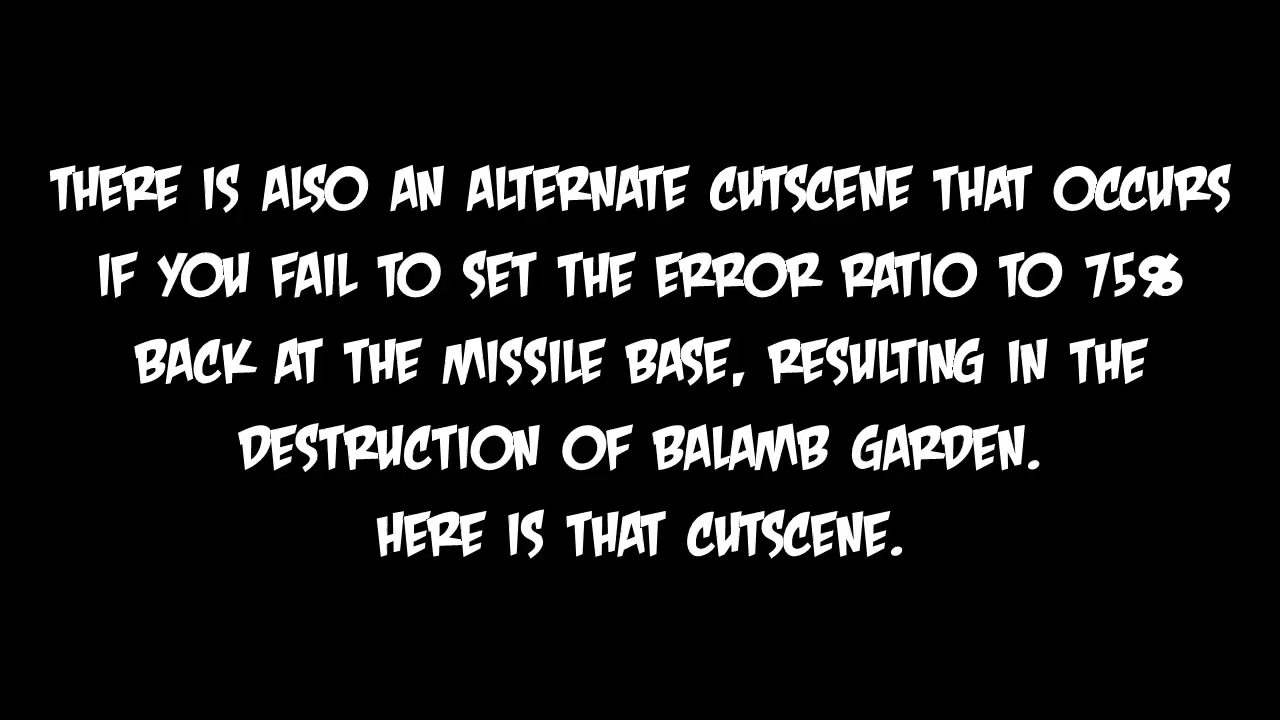 THERE IS ALSO AN ALTERNATE CUTSCENE THAT OCCURS
IF YOU FAIL TO SET THE ERROR RATIO TO 75%
BACK AT THE MISSILE BASE, RESULTING IN THE
DESTRUCTION OF BALAMB GARDEN.
HERE IS THAT CUTSCENE.